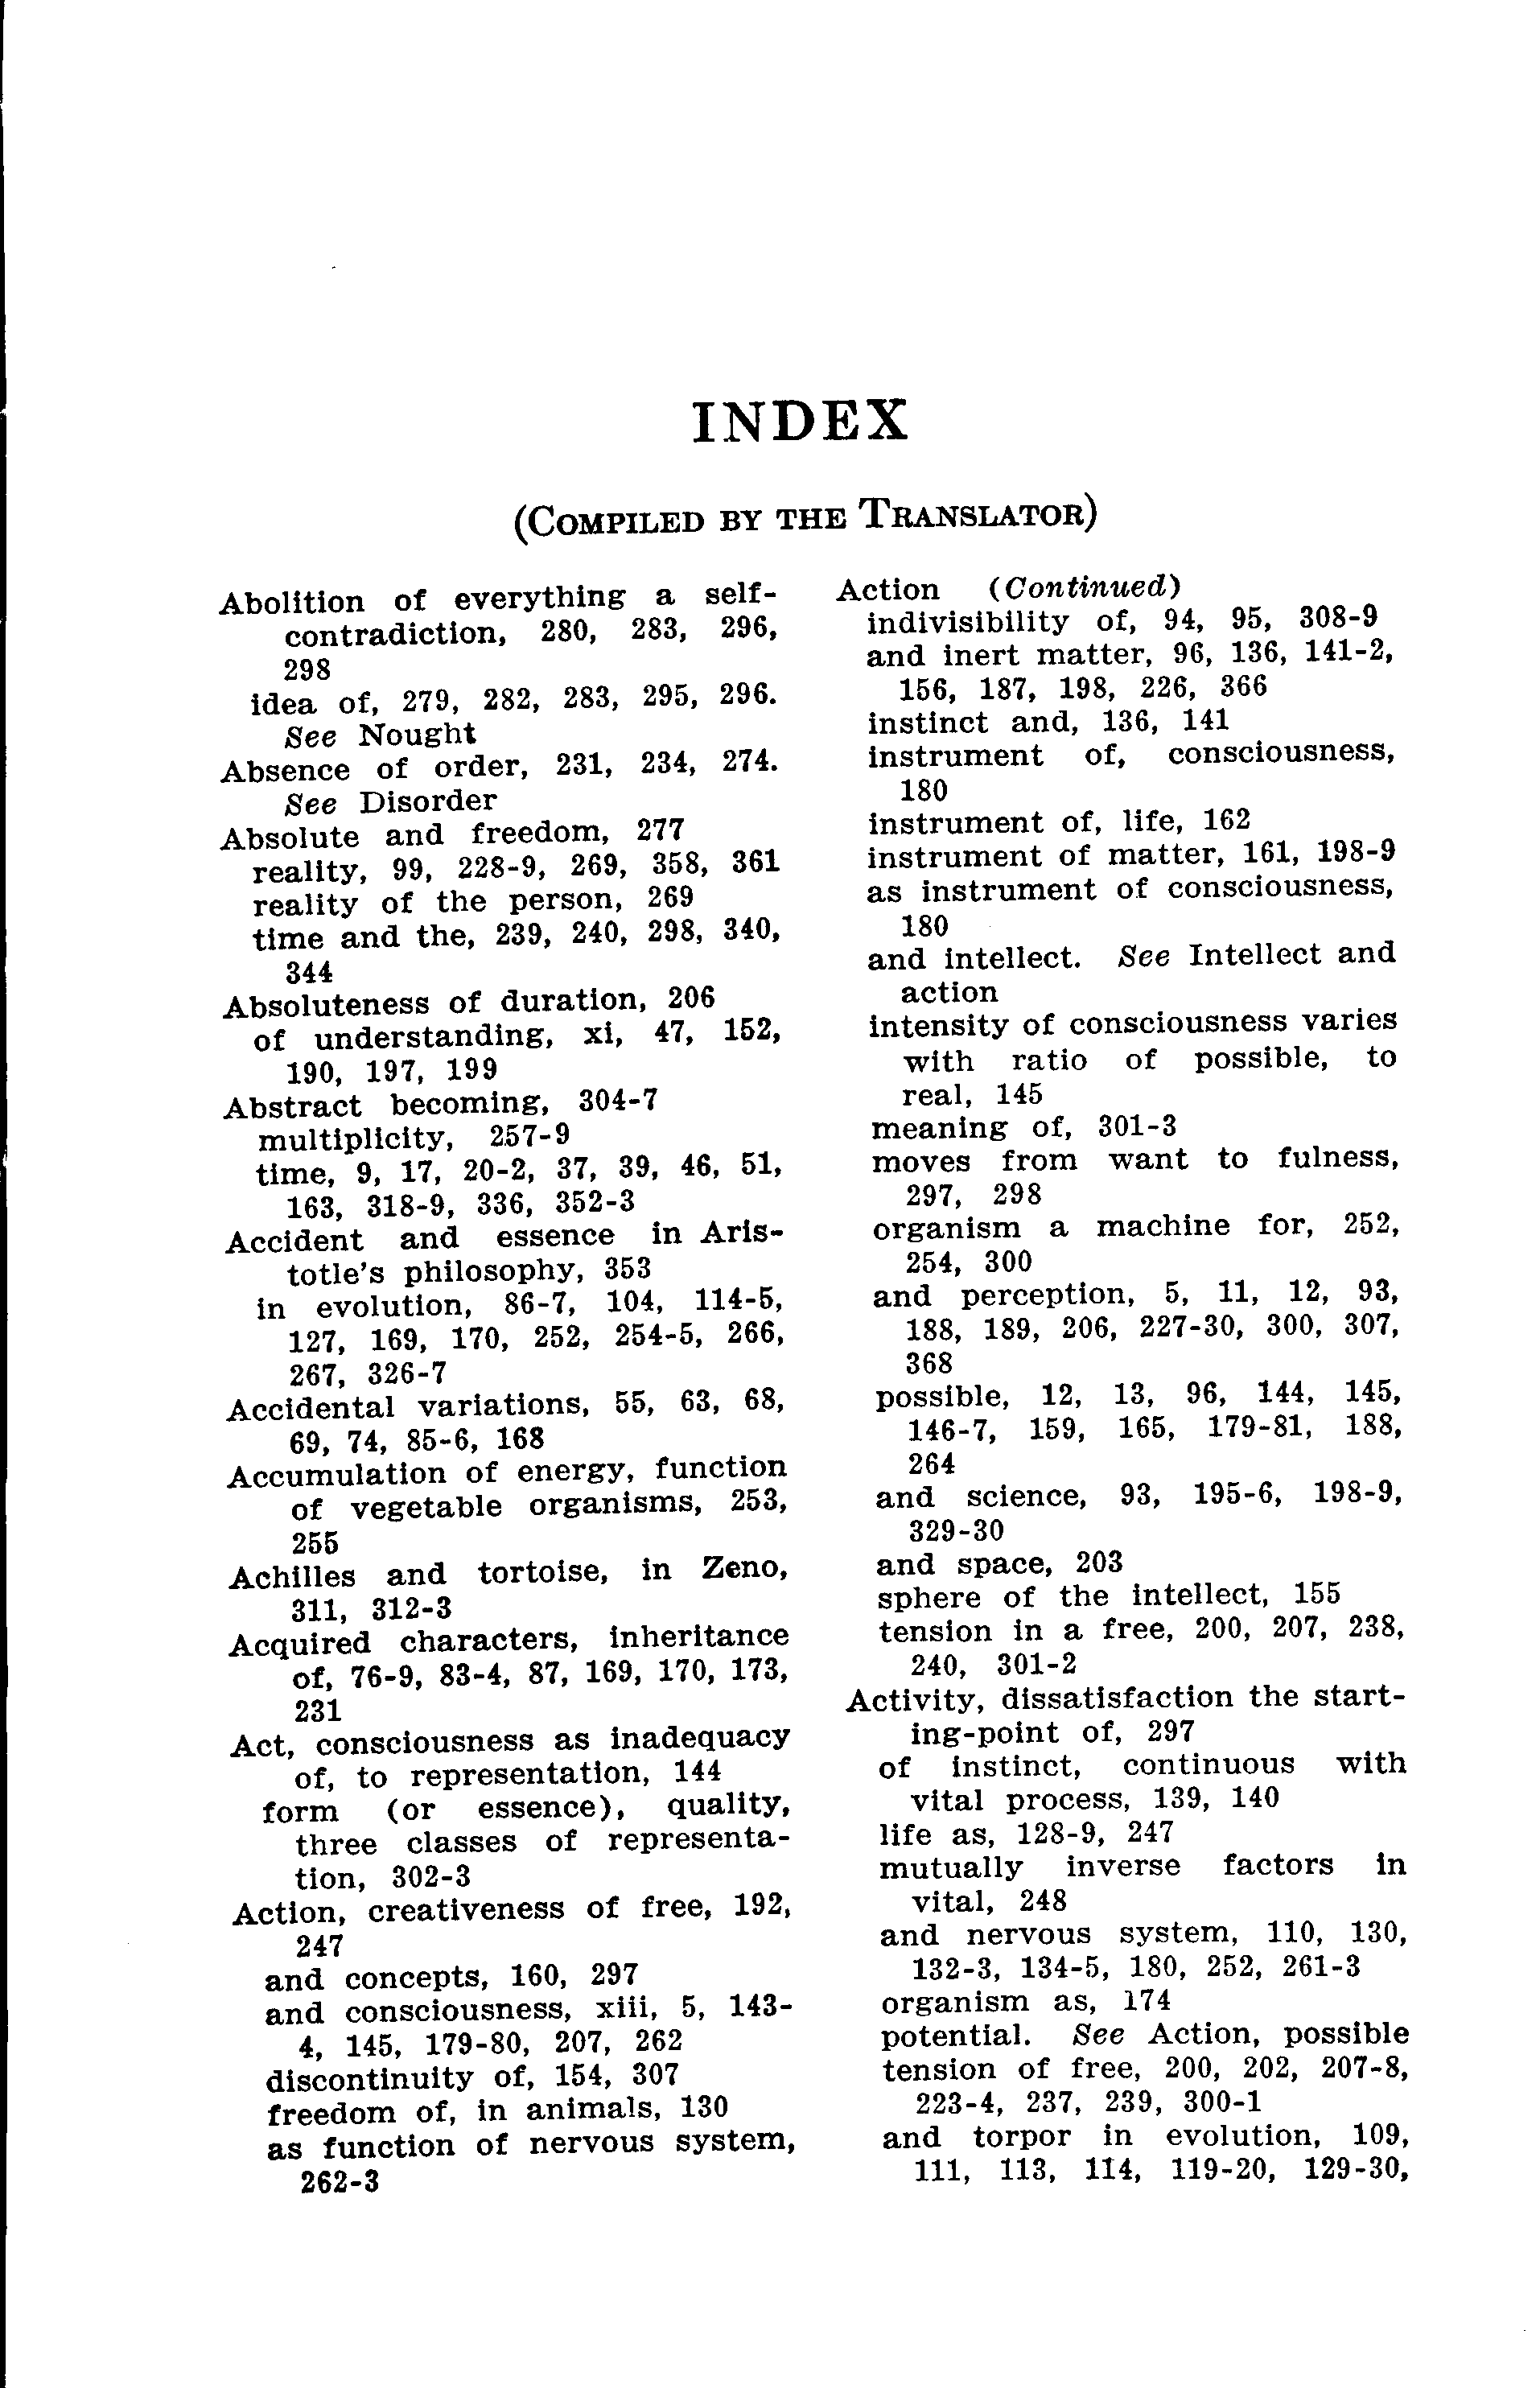 INDEX
(COMPILED BY THE TRANSLATOR)
Abolition of everything a self-
contradiction, 280, 283, 296,
298
idea of, 279, 282, 283, 295, 296.
See Nought
Absence of order, 231, 234, 274.
See Disorder
Absolute and freedom, 277
reality, 99, 228-9, 269, 358, 361
reality of the person, 269
time and the, 239, 240, 298, 340,
344
Absoluteness of duration, 206
of understanding, xi, 47, 152,
190, 197, 199
Abstract becoming, 304-7
multiplicity, 257-9
time, 9, 17, 20-2, 37, 39, 46, 51,
163, 318-9, 336, 352-3
Accident and essence in Aris-
totle's philosophy, 353
in evolution, 86-7, 104, 114-5,
127, 169, 170, 252, 254-5, 266,
267, 326-7
Accidental variations, 55, 63, 68,
69, 74, 85-6, 168
Accumulation of energy, function
of vegetable organisms, 253,
255
Achilles and tortoise, in Zeno,
311, 312-3
Acquired characters, inheritance
of, 76-9, 83-4, 87, 169, 170, 173,
231
Act, consciousness as inadequacy
of, to representation, 144
form (or essence), quality,
three classes of representa-
tion, 302-3
Action, creativeness of free, 192,
247
and concepts, 160, 297
and consciousness, xiii, 5, 143-
4, 145, 179-80, 207, 262
discontinuity of, 154, 307
freedom of, in animals, 130
as function of nervous system,
262-3
Action (Continued)
indivisibility of, 94, 95, 308-9
and inert matter, 96, 136, 141-2,
156, 187, 198, 226, 366
instinct and, 136, 141
instrument of, consciousness,
180
instrument of, life, 162
instrument of matter, 161, 198-9
as instrument of consciousness,
180
and intellect. See Intellect and
action
intensity of consciousness varies
with ratio of possible, to
real, 145
meaning of, 301-3
moves from want to fulness,
297, 298
organism a machine for, 252,
254, 300
and perception, 5, 11, 12, 93,
188, 189, 206, 227-30, 300, 307,
368
possible, 12, 13, 96, 144, 145,
146-7, 159, 165, 179-81, 188,
264
and science, 93, 195-6, 198-9,
329-30
and space, 203
sphere of the intellect, 155
tension in a free, 200, 207, 238,
240, 301-2
Activity, dissatisfaction the start-
ing-point of, 297
of instinct, continuous with
vital process, 139, 140
life as, 128-9, 247
mutually inverse factors in
vital, 248
and nervous system, 110, 130,
132-3, 134-5, 180, 252, 261-3
organism as, 174
potential. See Action, possible
tension of free, 200, 202, 207-8,
223-4, 237, 239, 300-1
and torpor in evolution, 109,
111, 113, 114, 119-20, 129-30,